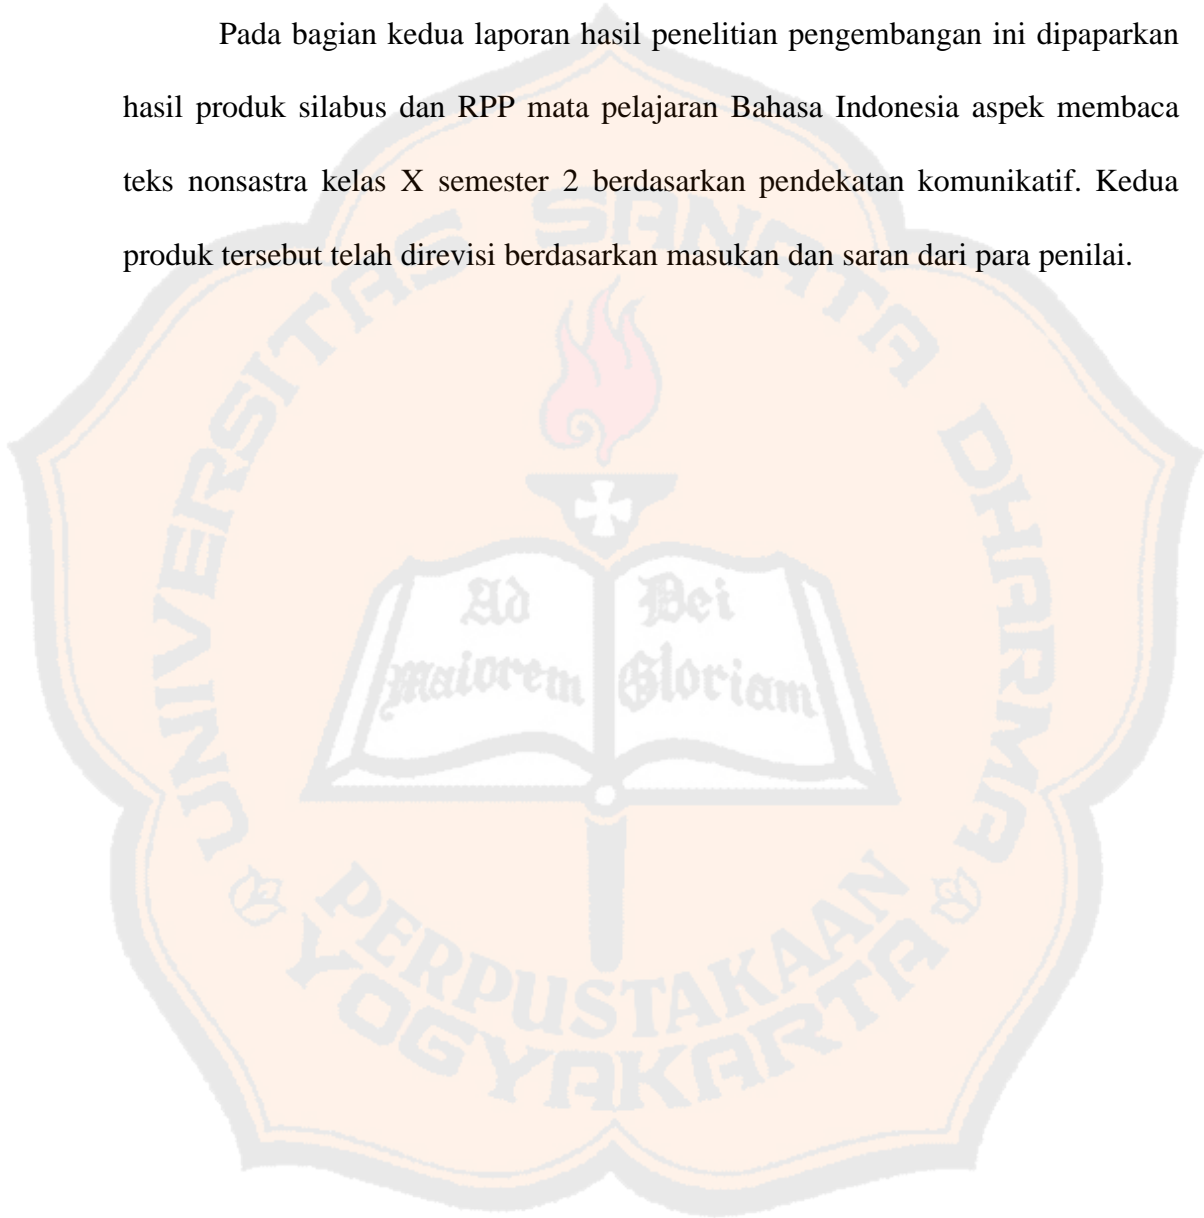 Pada bagian kedua laporan hasil penelitian pengembangan ini dipaparkan
hasil produk silabus dan RPP mata pelajaran Bahasa Indonesia aspek membaca
teks nonsastra kelas X semester 2 berdasarkan pendekatan komunikatif. Kedua
produk tersebut telah direvisi berdasarkan masukan dan saran dari para penilai.
UNIVERSITAS SANATA DHARMA
Ad Dei
Maiorem Gloriam
PERPUSTAKAAN
YOGYAKARTA